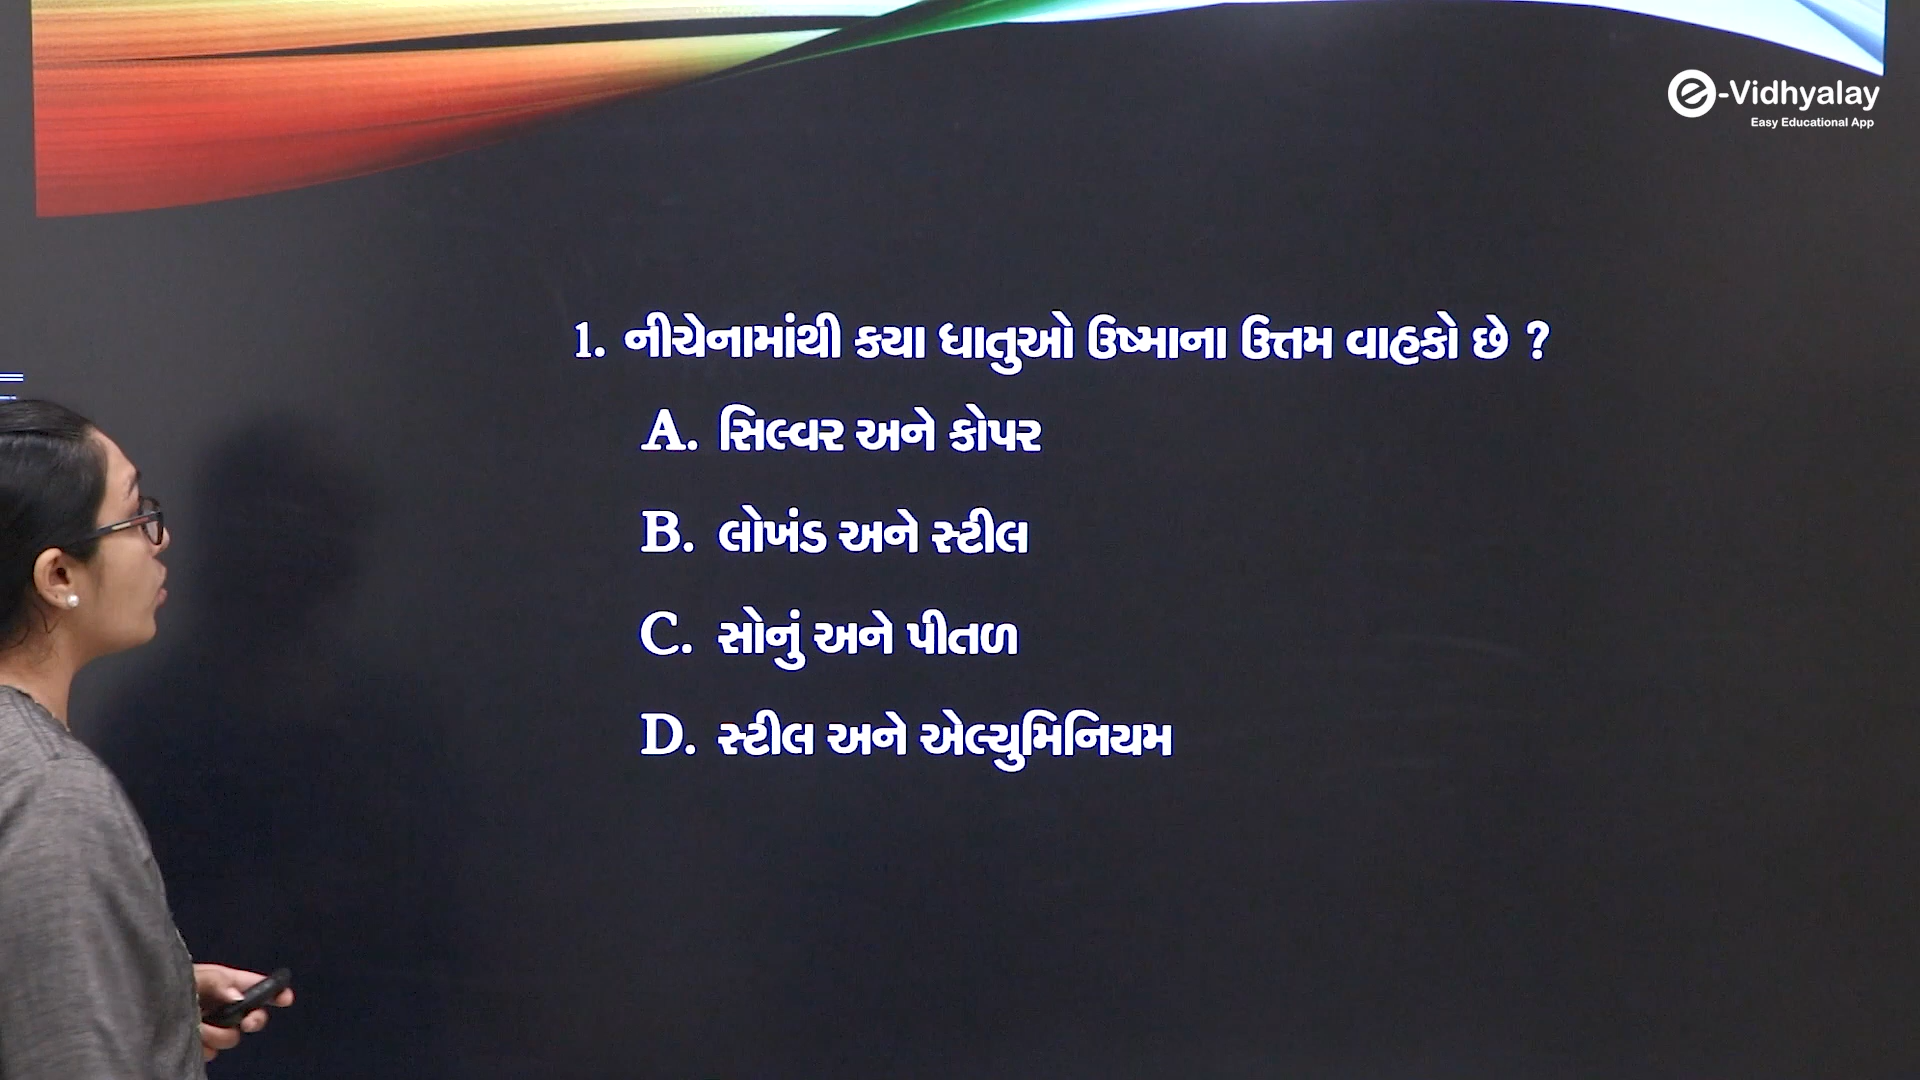 e-Vidhyalay
Easy Educational App
1. નીચેનામાંથી કયા ધાતુઓ ઉષ્માના ઉત્તમ વાહકો છે ?
A. સિલ્વર અને કોપર
B. લોખંડ અને સ્ટીલ
C. સોનું અને પીતળ
D. સ્ટીલ અને એલ્યુમિનિયમ